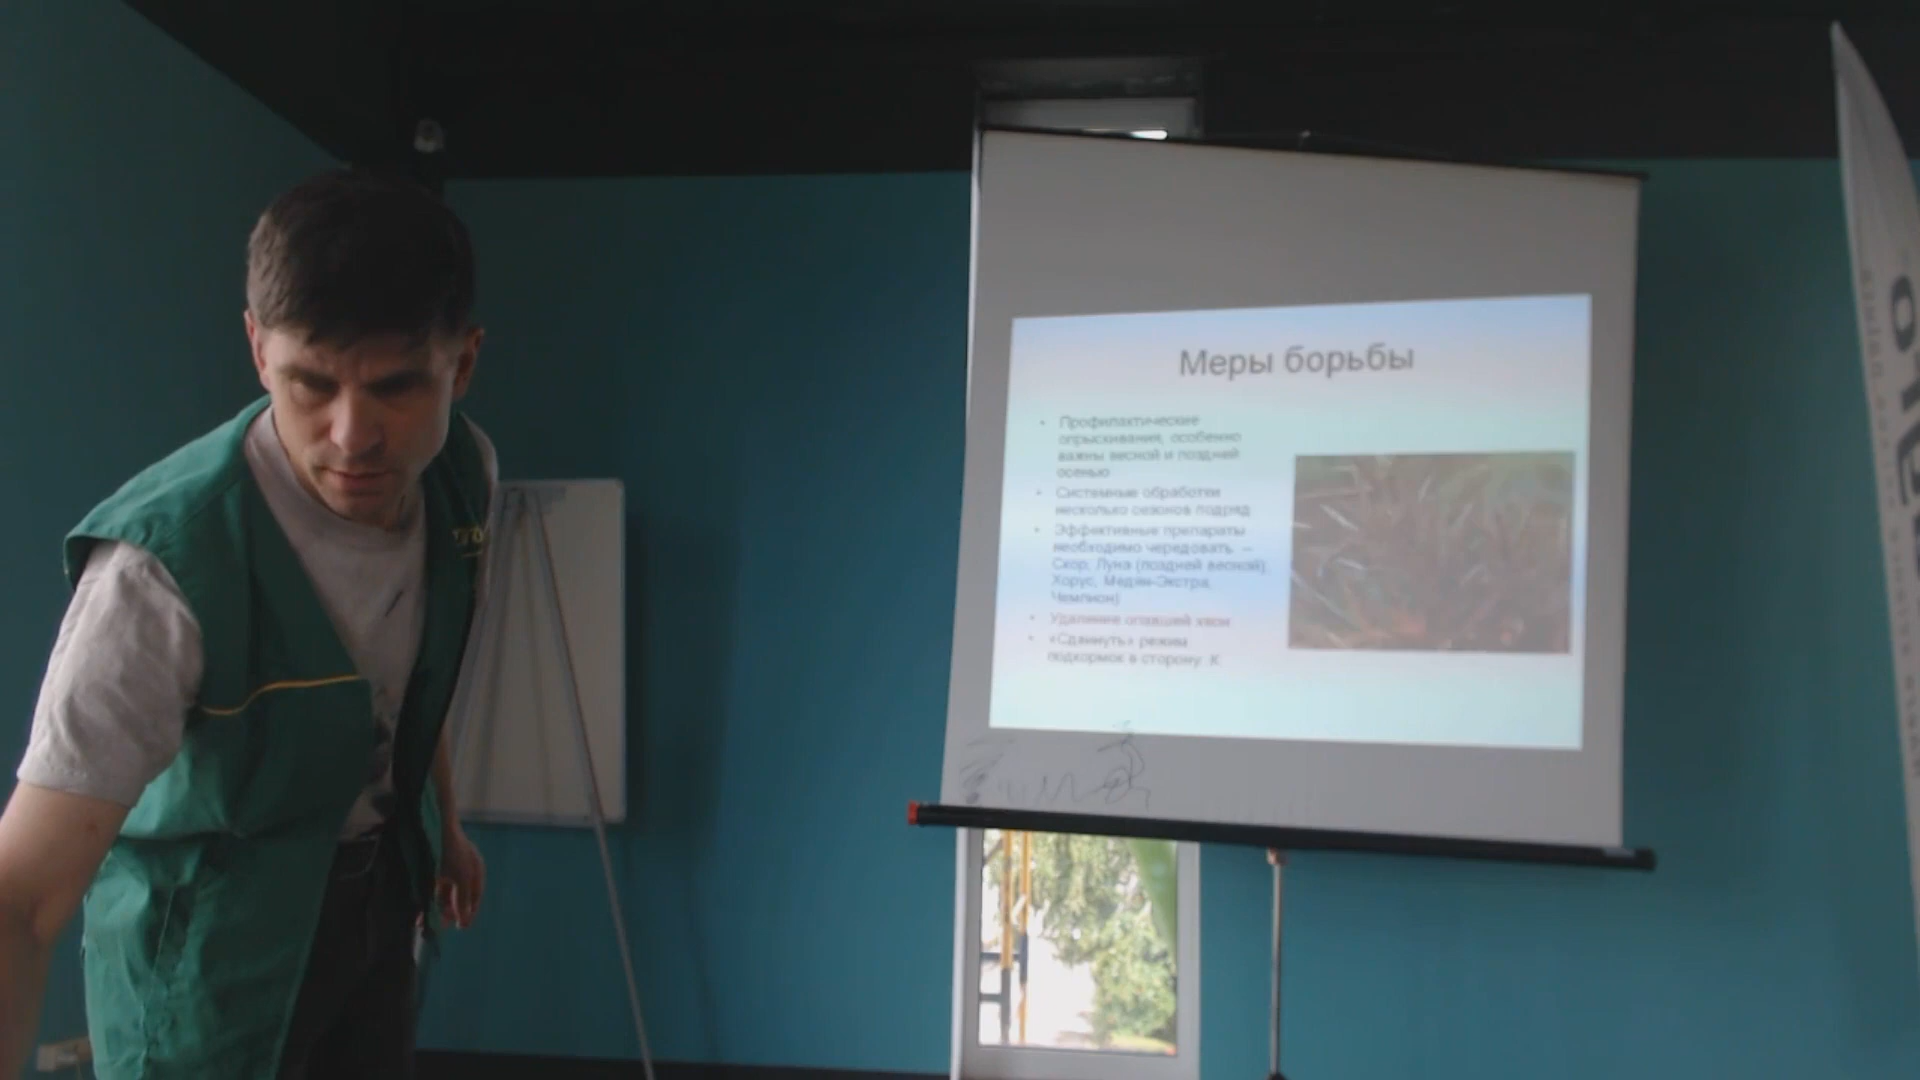 Меры борьбы
• Профилактические
опрыскивания, особенно
важны весной и поздней
осенью
• Системные обработки
несколько сезонов подряд
• Эффективные препараты
необходимо чередовать –
Скор, Луна (поздней весной),
Хорус, Медян-Экстра,
Чемпион)
• Удаление опавшей хвои
• «Сдвинуть» режим
подкормок в сторону К